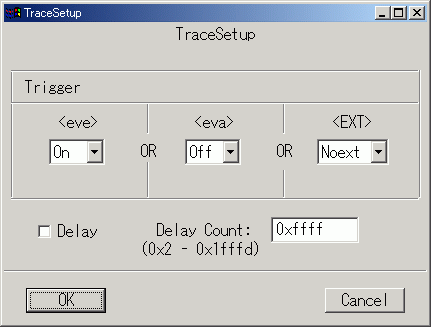 TraceSetup
TraceSetup
Trigger
<eve> <eva> <EXT>
On OR Off OR Noext
Delay Delay Count: 0xffff
(0x2 - 0x1fffd)
OK Cancel